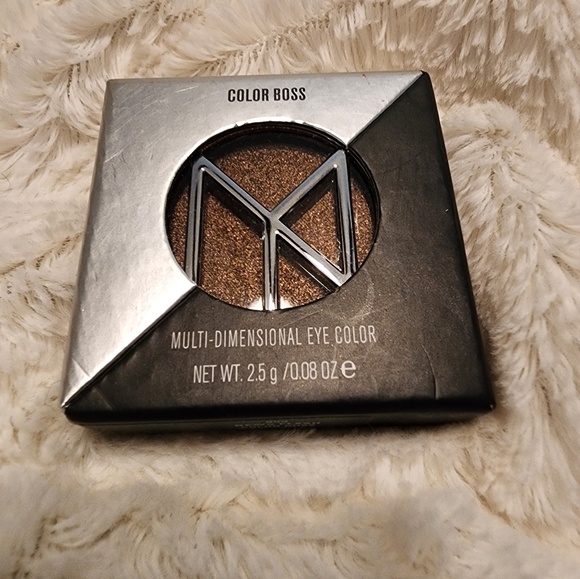 COLOR BOSS
MULTI-DIMENSIONAL EYE COLOR
NET WT. 2.5 g /0.08 OZ e